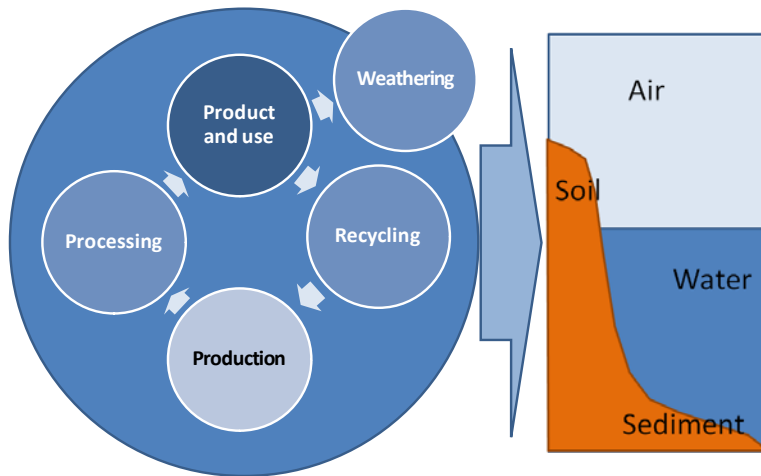 Weathering
Product
and use
Processing
Recycling
Production
Air
Soil
Water
Sediment